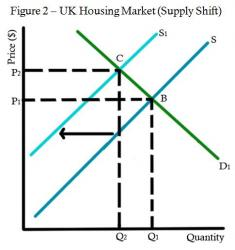 Figure 2 – UK Housing Market (Supply Shift)
Price ($)
S1
S
C
P2
P1
B
D1
Q2 Q1 Quantity